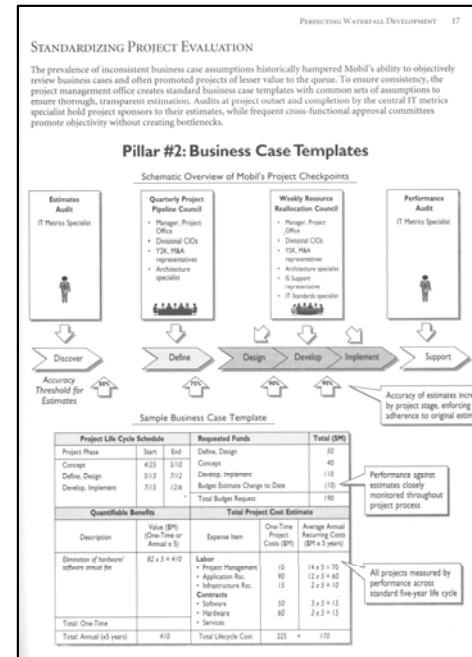 PERFECTING WATERFALL DEVELOPMENT 17
STANDARDIZING PROJECT EVALUATION
The prevalence of inconsistent business case assumptions historically hampered Mobil's ability to objectively
review business cases and often promoted projects of lesser value to the queue. To ensure consistency, the
project management office creates standard business case templates with common sets of assumptions to
ensure thorough, transparent estimation. Audits at project outset and completion by the central IT metrics
specialist hold project sponsors to their estimates, while frequent cross-functional approval committees
promote objectivity without creating bottlenecks.
Pillar #2: Business Case Templates
Schematic Overview of Mobil's Project Checkpoints
Estimates
Audit
IT Metrics Specialist
Quarterly Project
Pipeline Council
• Manager, Project
Office
• Divisional CIOs
• Y2K, M&A
representatives
• Architecture
specialist
Weekly Resource
Reallocation Council
• Manager, Project
Office
• Divisional CIOs
• Y2K, M&A
representatives
• Architecture specialist
• IS Support
representative
• IT Standards specialist
Performance
Audit
IT Metrics Specialist
Discover
Define
Design
Develop
Implement
Support
Accuracy
Threshold for
Estimates
50%
75%
90%
90%
Accuracy of estimates incre
by project stage, enforcing
adherence to original estim
Sample Business Case Template
Project Life Cycle Schedule
Project Phase Start End
Concept 4/25 5/10
Define, Design 5/13 7/12
Develop, Implement 7/15 12/6
Requested Funds Total ($M)
Define, Design 50
Concept 40
Develop, Implement 110
Budget Estimate Change to Date (10)
Total Budget Request 190
Performance against
estimates closely
monitored throughout
project process
Quantifiable Benefits
Description Value ($M)
(One-Time or
Annual x 5)
Elimination of hardware/
software annual fee 82 x 5 = 410
Total: One-Time
Total: Annual (x5 years) 410
Total Project Cost Estimate
Expense Item One-Time
Project
Costs ($M) Average Annual
Recurring Costs
($M x 5 years)
Labor
• Project Management 10 14 x 5 = 70
• Application Rsc. 90 12 x 5 = 60
• Infrastructure Rsc. 15 2 x 5 = 10
Contracts
• Software 50 3 x 5 = 15
• Hardware 60 3 x 5 = 15
• Services
Total Lifecycle Cost 225 + 170
All projects measured by
performance across
standard five-year life cycle